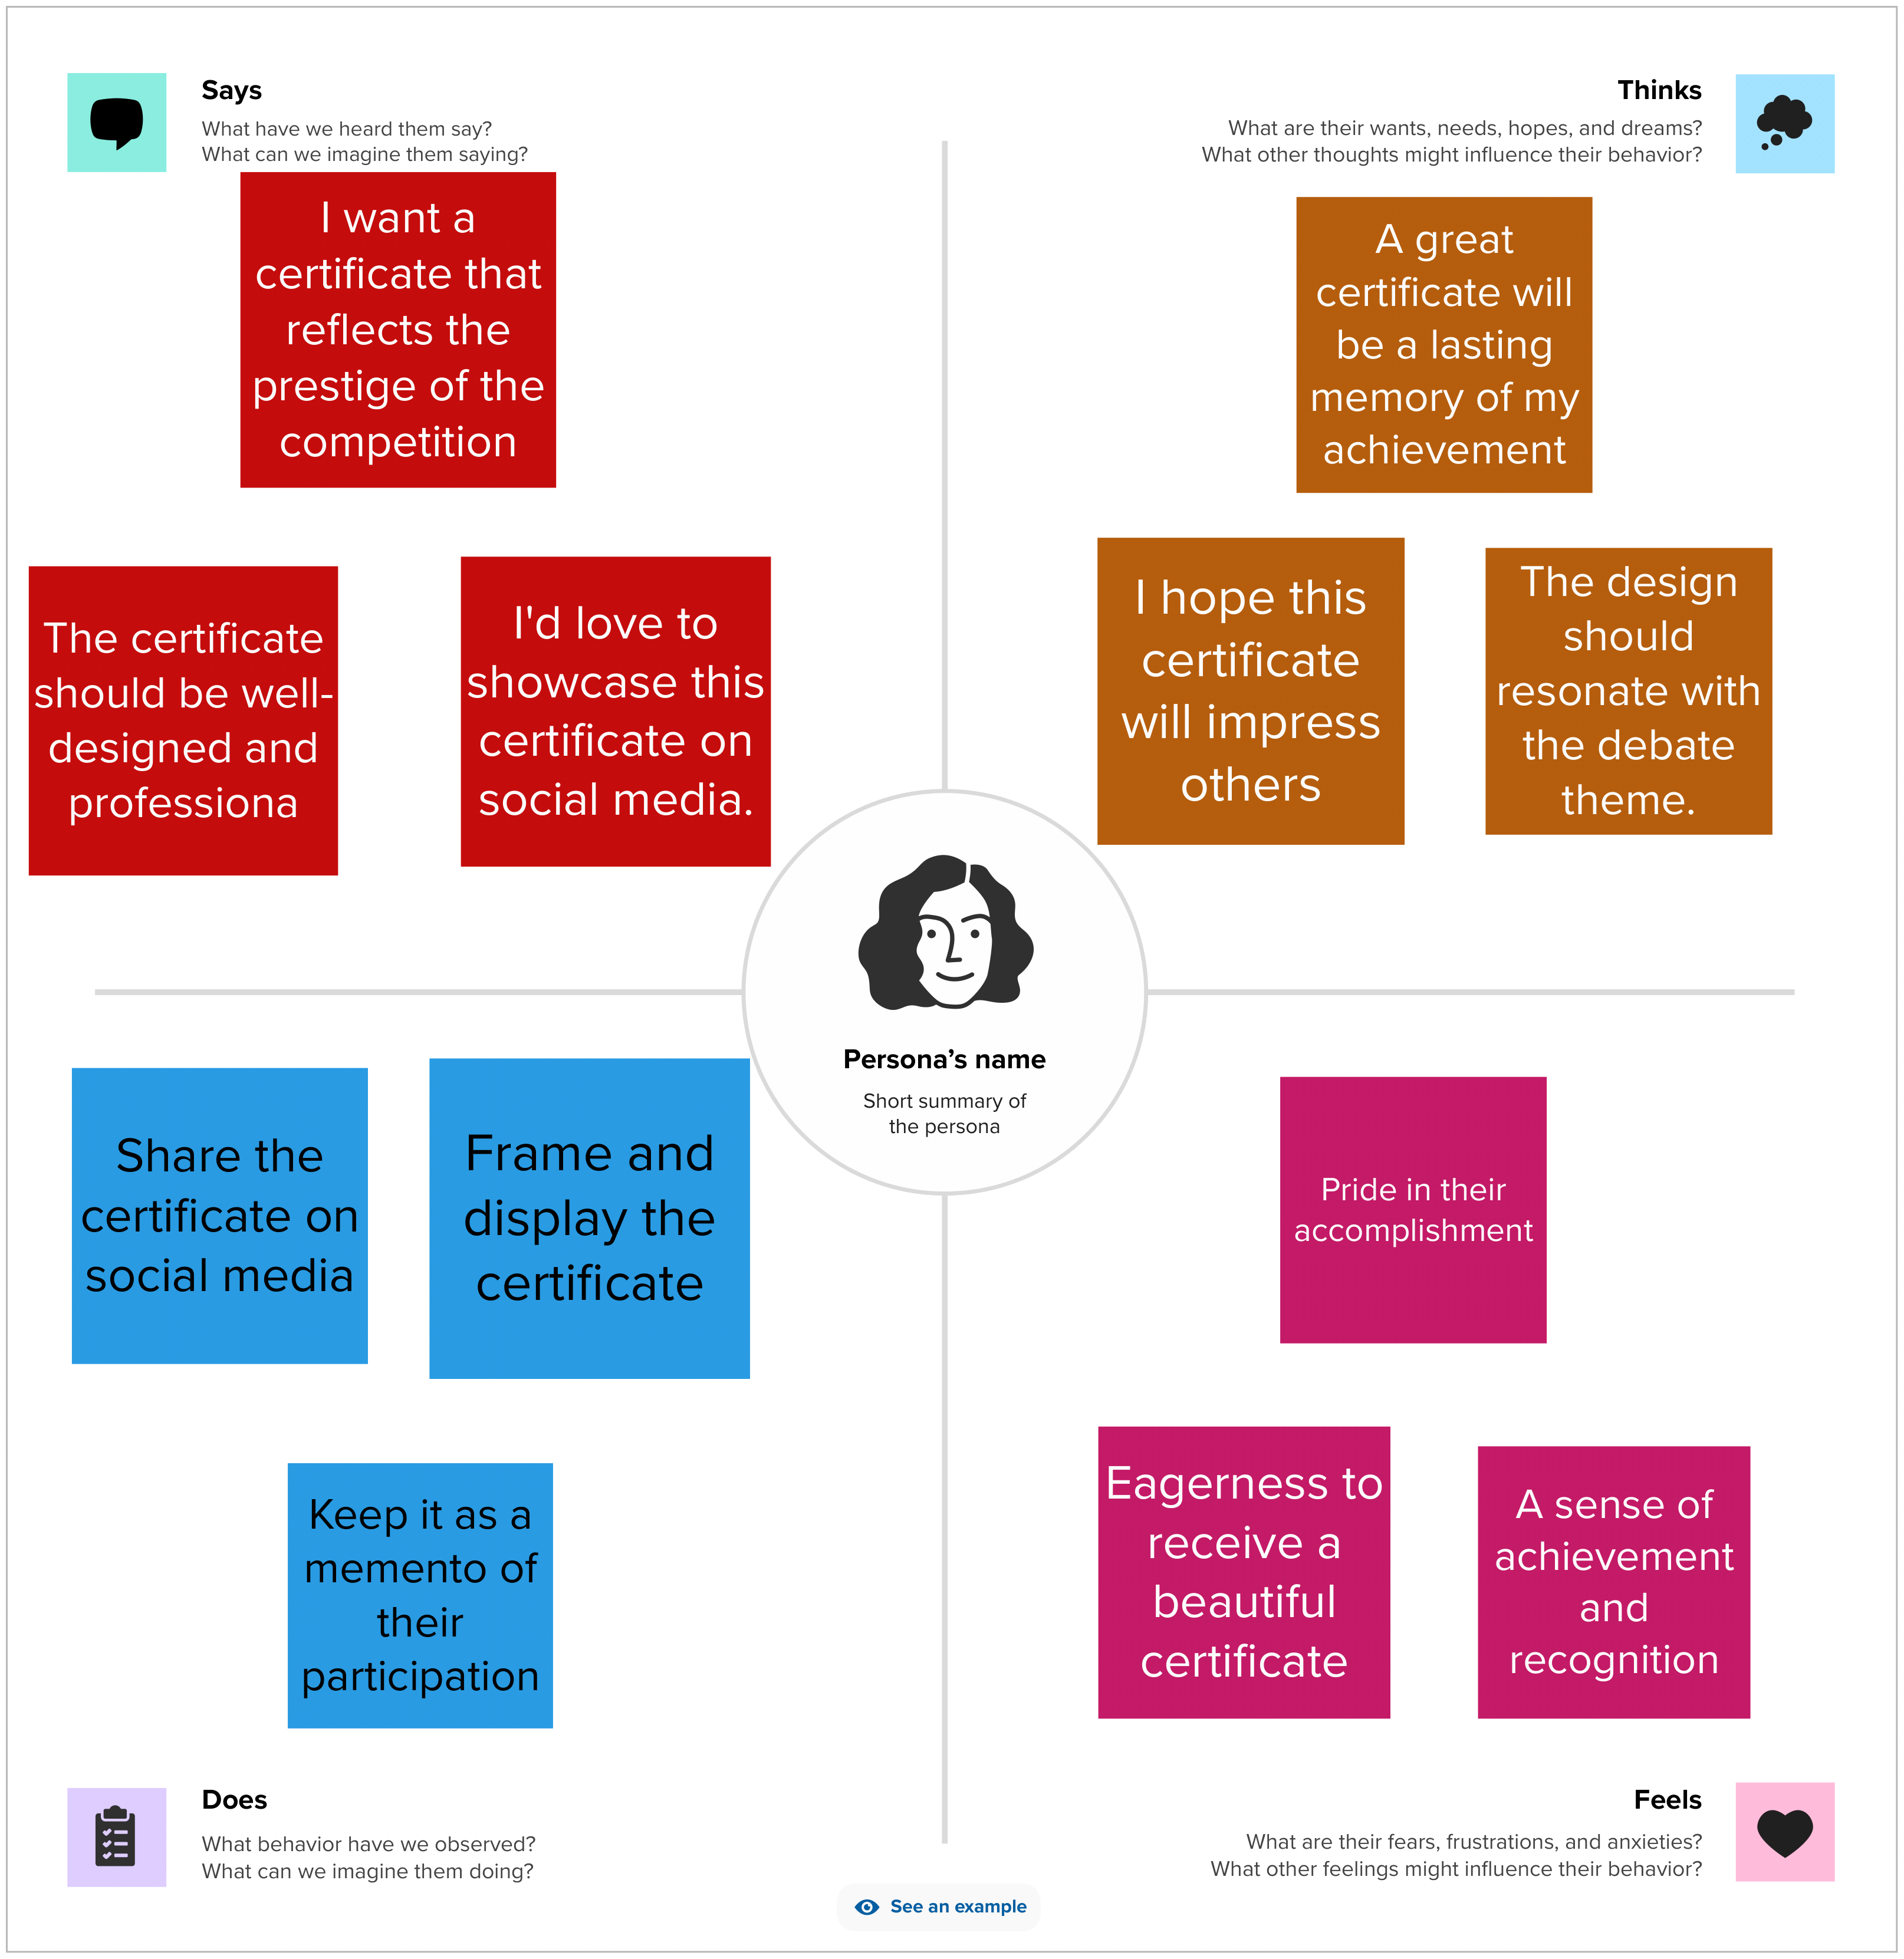 Says
What have we heard them say?
What can we imagine them saying?
I want a
certificate that
reflects the
prestige of the
competition
The certificate
should be well-
designed and
professiona
I'd love to
showcase this
certificate on
social media.
Thinks
What are their wants, needs, hopes, and dreams?
What other thoughts might influence their behavior?
A great
certificate will
be a lasting
memory of my
achievement
I hope this
certificate
will impress
others
The design
should
resonate with
the debate
theme.
Persona’s name
Short summary of
the persona
Share the
certificate on
social media
Frame and
display the
certificate
Keep it as a
memento of
their
participation
Does
What behavior have we observed?
What can we imagine them doing?
Pride in their
accomplishment
Eagerness to
receive a
beautiful
certificate
A sense of
achievement
and
recognition
Feels
What are their fears, frustrations, and anxieties?
What other feelings might influence their behavior?
See an example